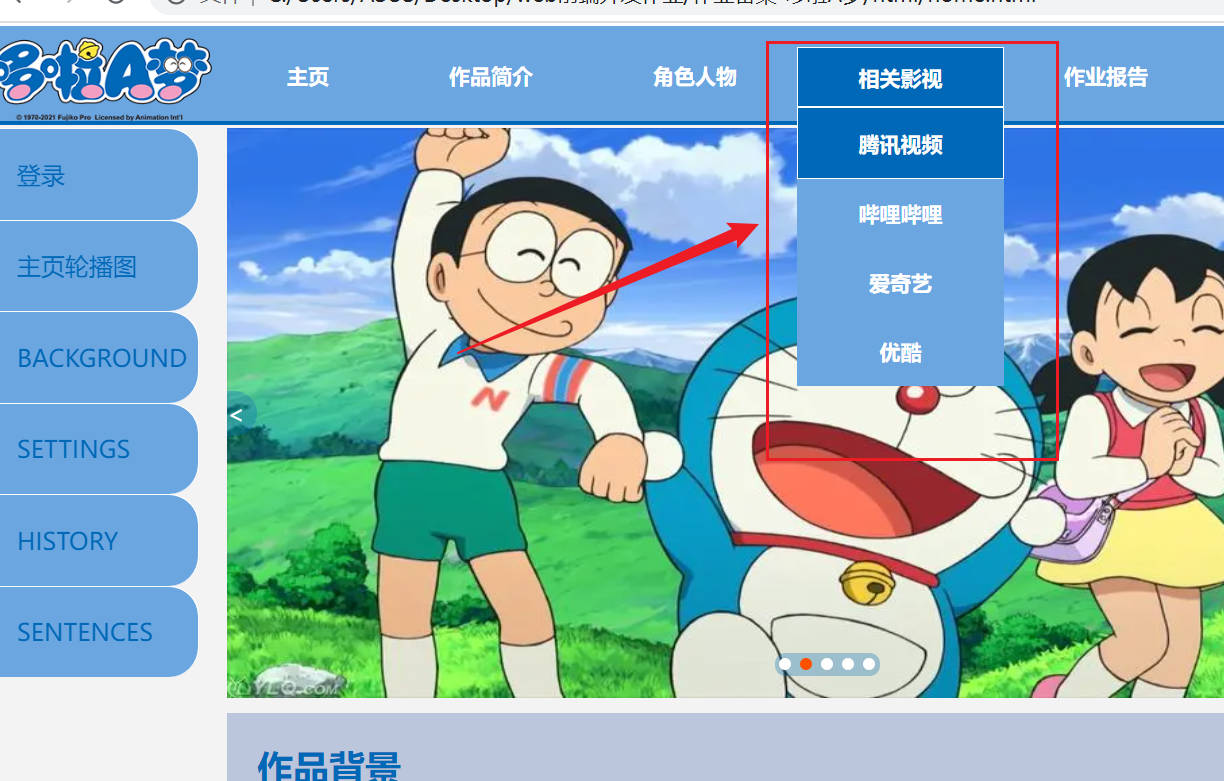 哆啦A梦
© 1970-2021 Fujiko Pro Licensed by Animation Int'l
主页
作品简介
角色人物
相关影视
作业报告
腾讯视频
哔哩哔哩
爱奇艺
优酷
登录
主页轮播图
BACKGROUND
SETTINGS
HISTORY
SENTENCES
N
<
作品背景